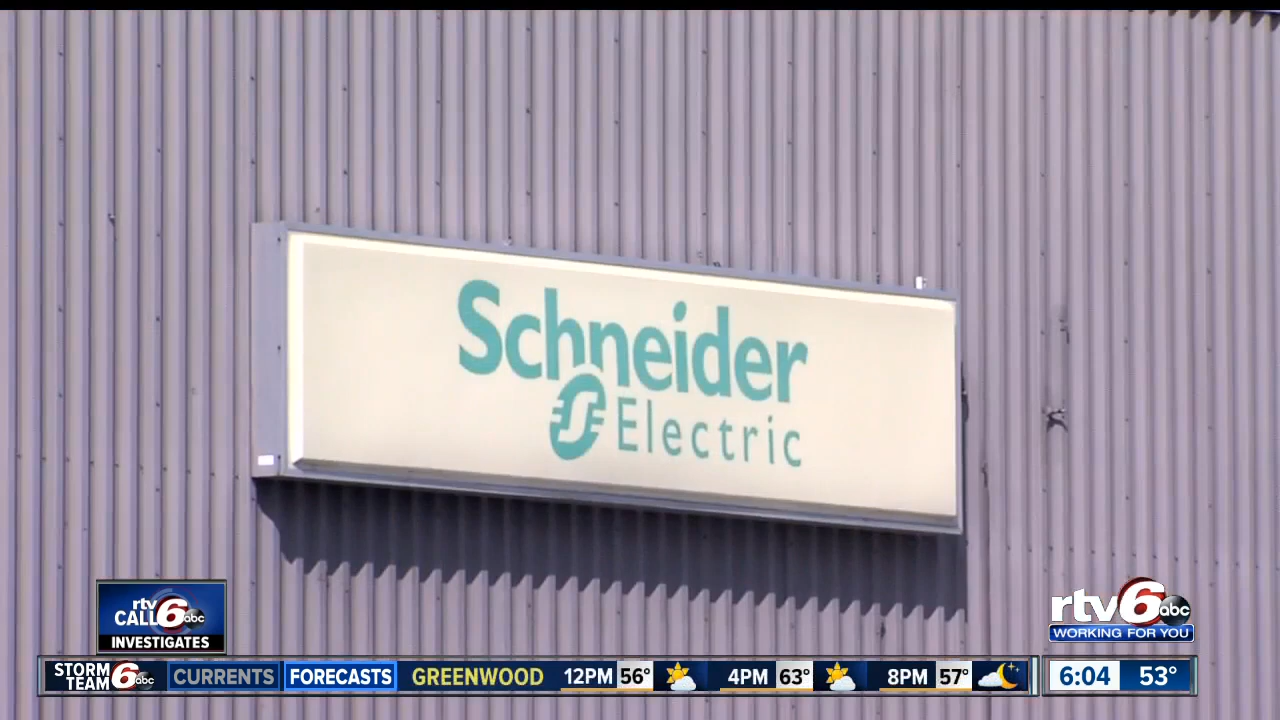 Schneider
Electric
rtv6 abc
CALL 6
INVESTIGATES
rtv6 abc
WORKING FOR YOU
STORM TEAM 6 abc CURRENTS FORECASTS GREENWOOD 12PM 56° 4PM 63° 8PM 57° 6:04 53°